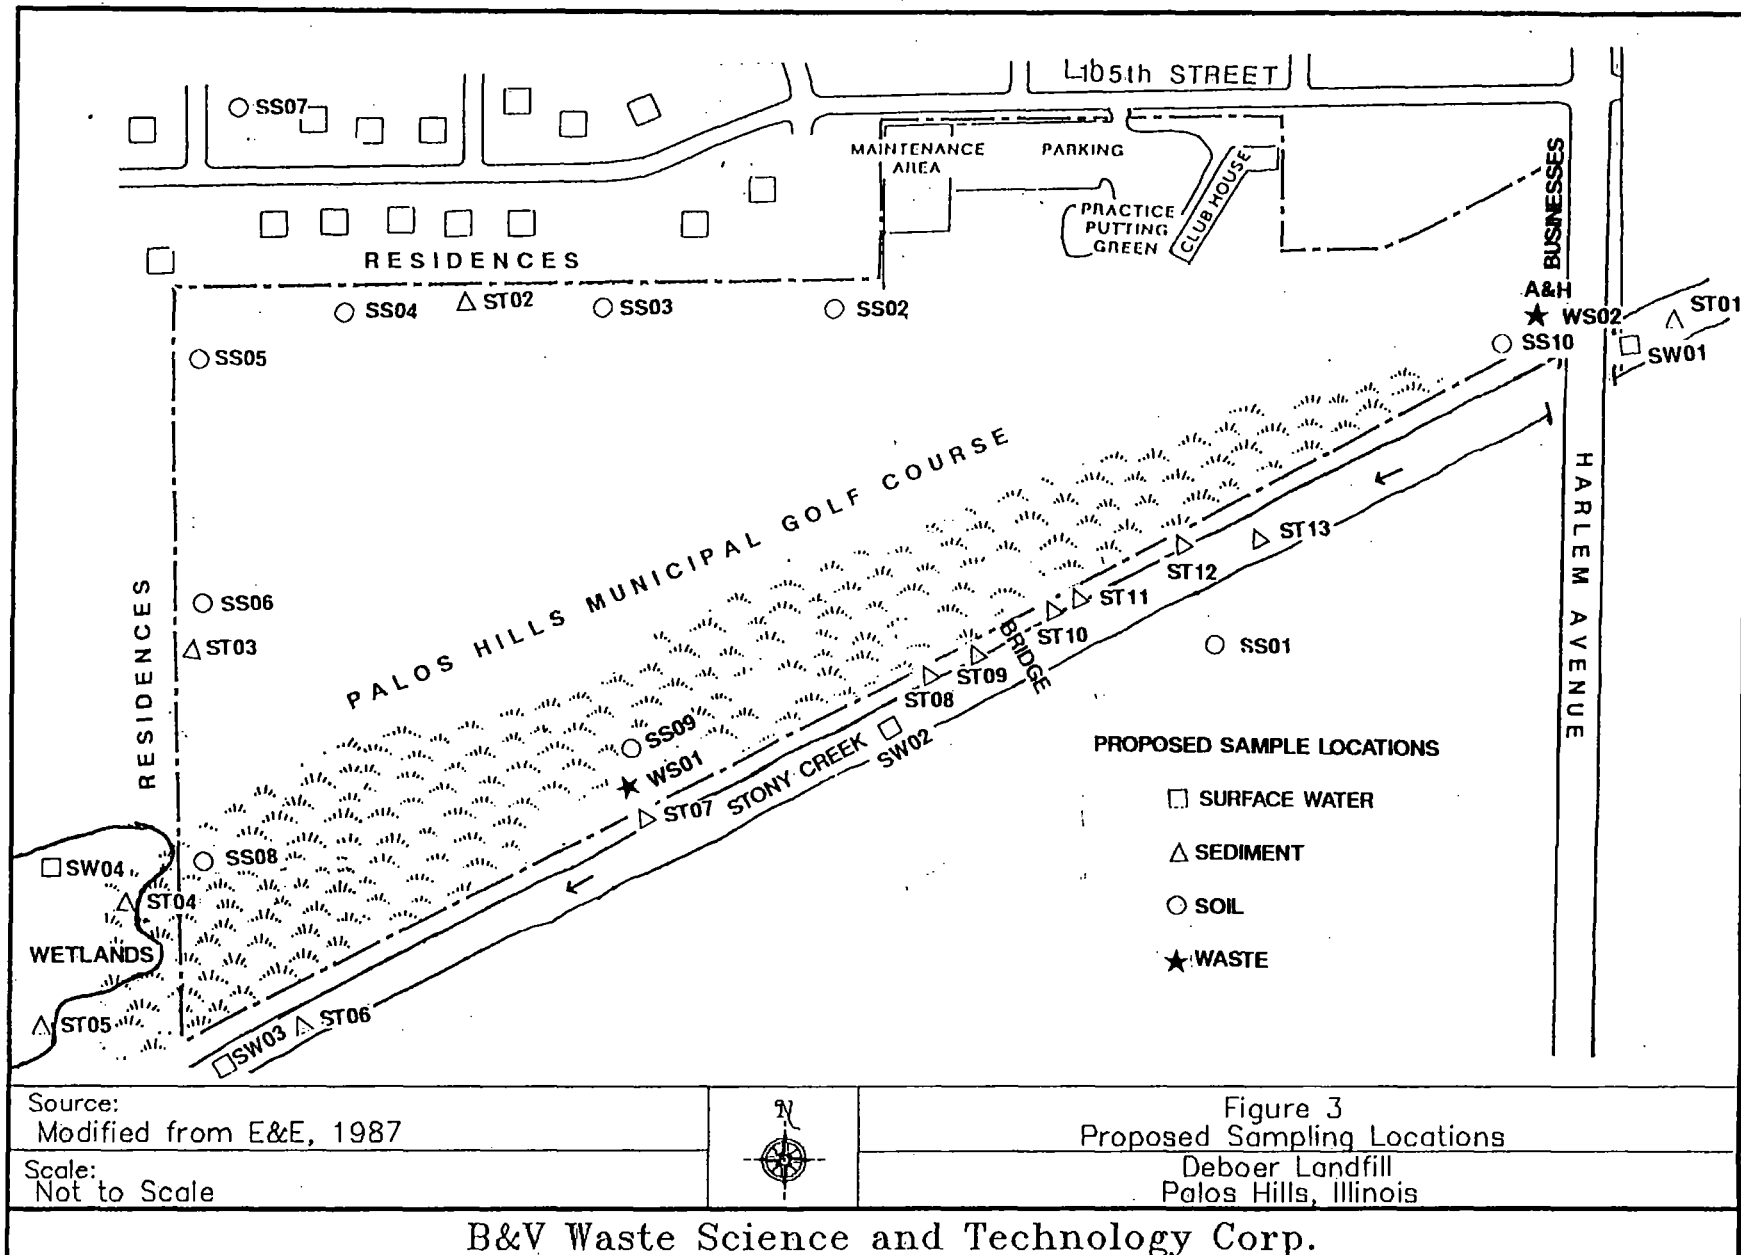 105th STREET
SS07
MAINTENANCE
AREA
PARKING
CLUB HOUSE
PRACTICE
PUTTING
GREEN
BUSINESSES
RESIDENCES
A&H
SS04
ST02
SS03
SS02
WS02
ST01
SS10
SW01
SS05
PALOS HILLS MUNICIPAL GOLF COURSE
HARLEM AVENUE
ST13
ST12
SS06
ST11
ST10
BRIDGE
SS01
RESIDENCES
ST03
ST09
ST08
SS09
WS01
SW02
STONY CREEK
ST07
PROPOSED SAMPLE LOCATIONS
SURFACE WATER
SEDIMENT
SOIL
WASTE
SW04
SS08
ST04
WETLANDS
ST05
ST06
SW03
Source:
Modified from E&E, 1987
Scale:
Not to Scale
N
Figure 3
Proposed Sampling Locations
Deboer Landfill
Palos Hills, Illinois
B&V Waste Science and Technology Corp.